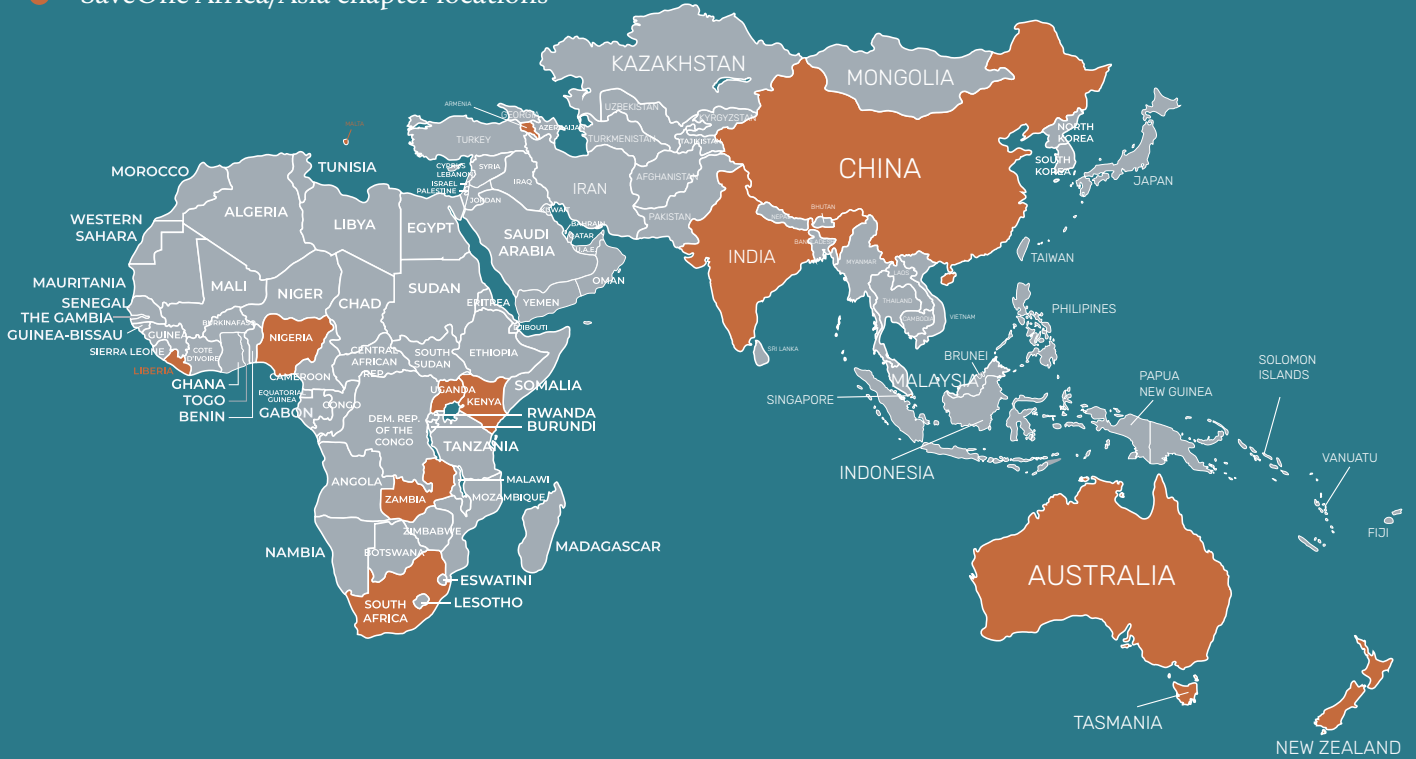 SaveOne Africa/Asia chapter locations
KAZAKHSTAN
MONGOLIA
ARMENIA
GEORGIA
UZBEKISTAN
KYRGYZSTAN
MALTA
TURKEY
AZERBAIJAN
TURKMENISTAN
TAJIKISTAN
NORTH
KOREA
SOUTH
KOREA
JAPAN
MOROCCO
TUNISIA
CYPRUS
LEBANON
ISRAEL
PALESTINE
SYRIA
IRAQ
JORDAN
IRAN
AFGHANISTAN
PAKISTAN
CHINA
WESTERN
SAHARA
ALGERIA
LIBYA
EGYPT
KUWAIT
BAHRAIN
QATAR
U.A.E.
SAUDI
ARABIA
OMAN
YEMEN
NEPAL
BHUTAN
BANGLADESH
INDIA
MYANMAR
LAOS
THAILAND
CAMBODIA
VIETNAM
TAIWAN
PHILIPINES
MAURITANIA
MALI
NIGER
CHAD
SUDAN
ERITREA
DJIBOUTI
SENEGAL
THE GAMBIA
GUINEA-BISSAU
GUINEA
BURKINAFASO
SIERRA LEONE
COTE
D'IVOIRE
NIGERIA
LIBERIA
GHANA
TOGO
BENIN
CAMEROON
CENTRAL
AFRICAN
REP.
SOUTH
SUDAN
ETHIOPIA
SOMALIA
EQUATORIAL
GUINEA
GABON
CONGO
UGANDA
KENYA
RWANDA
BURUNDI
DEM. REP.
OF THE
CONGO
TANZANIA
SRI LANKA
BRUNEI
MALAYSIA
SINGAPORE
INDONESIA
PAPUA
NEW GUINEA
SOLOMON
ISLANDS
VANUATU
FIJI
ANGOLA
ZAMBIA
MALAWI
MOZAMBIQUE
ZIMBABWE
NAMBIA
BOTSWANA
MADAGASCAR
ESWATINI
LESOTHO
SOUTH
AFRICA
AUSTRALIA
TASMANIA
NEW ZEALAND